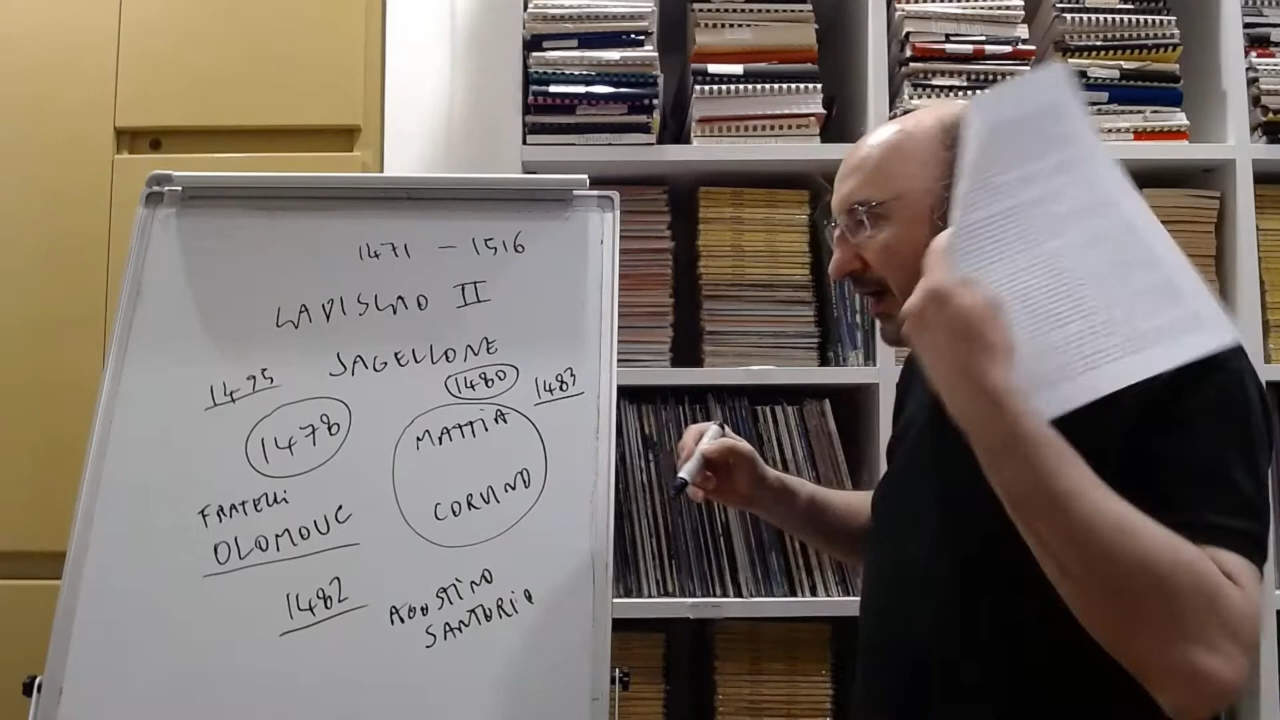 1471 - 1516
LADISLAO II
JAGELLONE
1495
1480
1483
1478
MATTIA
CORVINO
FRATELLI
OLOMOUC
1482
AGOSTINO
SANTORIO